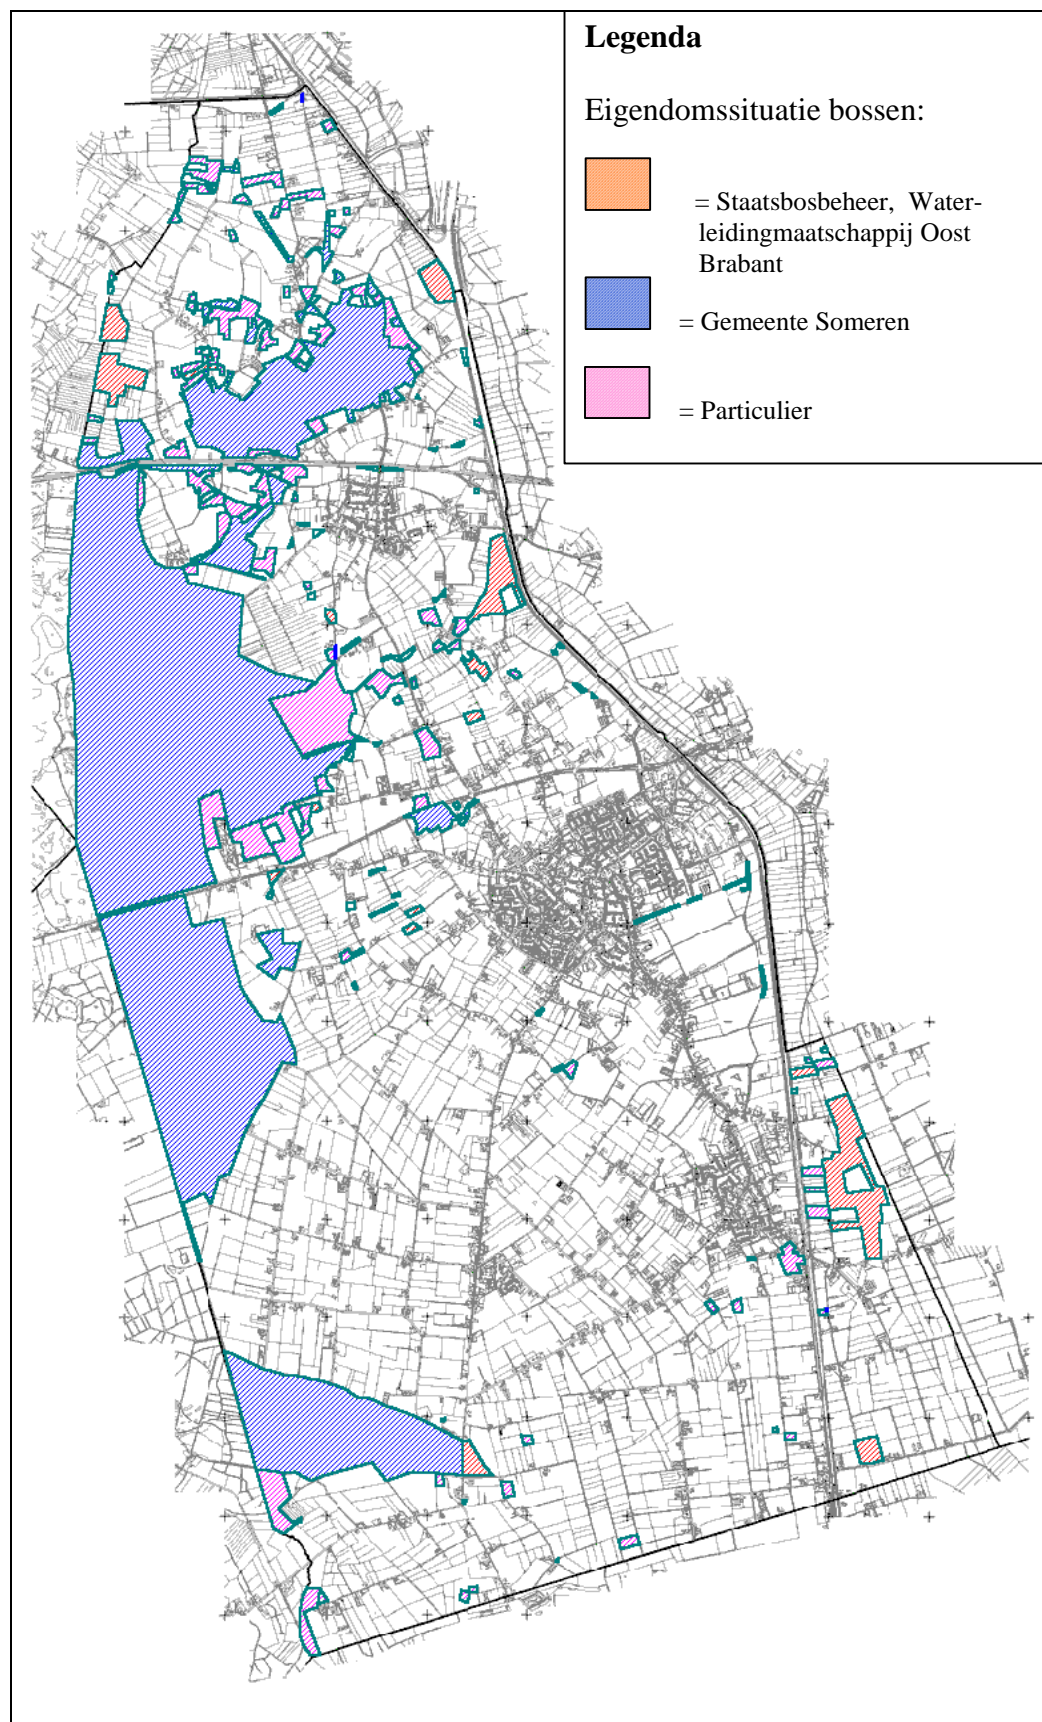 Legenda
Eigendomssituatie bossen:
= Staatsbosbeheer, Water-
leidingmaatschappij Oost
Brabant
= Gemeente Someren
= Particulier